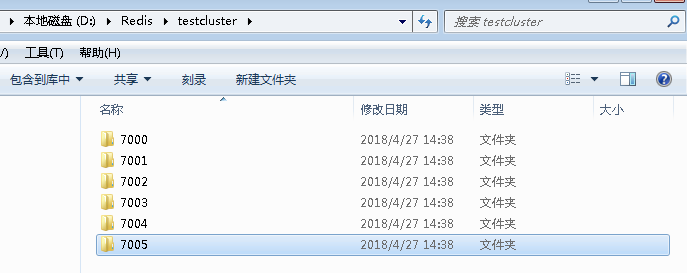 本地磁盘 (D:) ▸ Redis ▸ testcluster ▸
搜索 testcluster
/) 工具(T) 帮助(H)
包含到库中 共享 刻录 新建文件夹
名称 修改日期 类型 大小
7000 2018/4/27 14:38 文件夹
7001 2018/4/27 14:38 文件夹
7002 2018/4/27 14:38 文件夹
7003 2018/4/27 14:38 文件夹
7004 2018/4/27 14:38 文件夹
7005 2018/4/27 14:38 文件夹